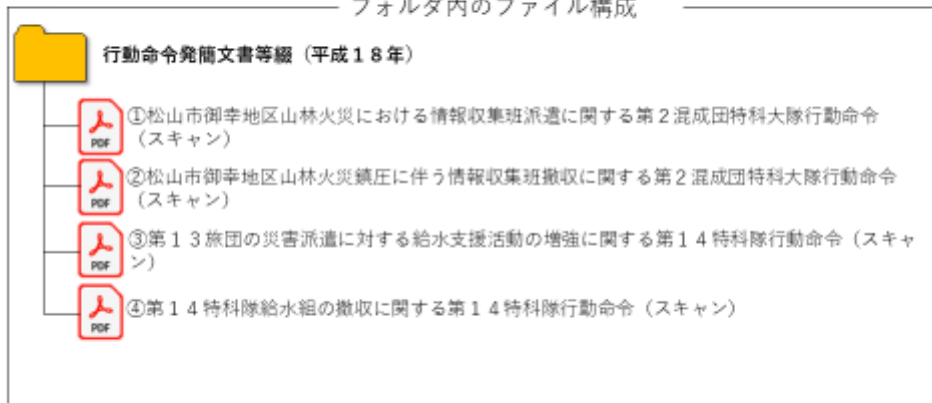 フォルダ内のファイル構成
行動命令発簡文書等綴（平成１８年）
①松山市御幸地区山林火災における情報収集班派遣に関する第２混成団特科大隊行動命令
（スキャン）
PDF
②松山市御幸地区山林火災鎮圧に伴う情報収集班撤収に関する第２混成団特科大隊行動命令
（スキャン）
PDF
③第１３旅団の災害派遣に対する給水支援活動の増強に関する第１４特科隊行動命令（スキャ
ン）
PDF
④第１４特科隊給水組の撤収に関する第１４特科隊行動命令（スキャン）
PDF